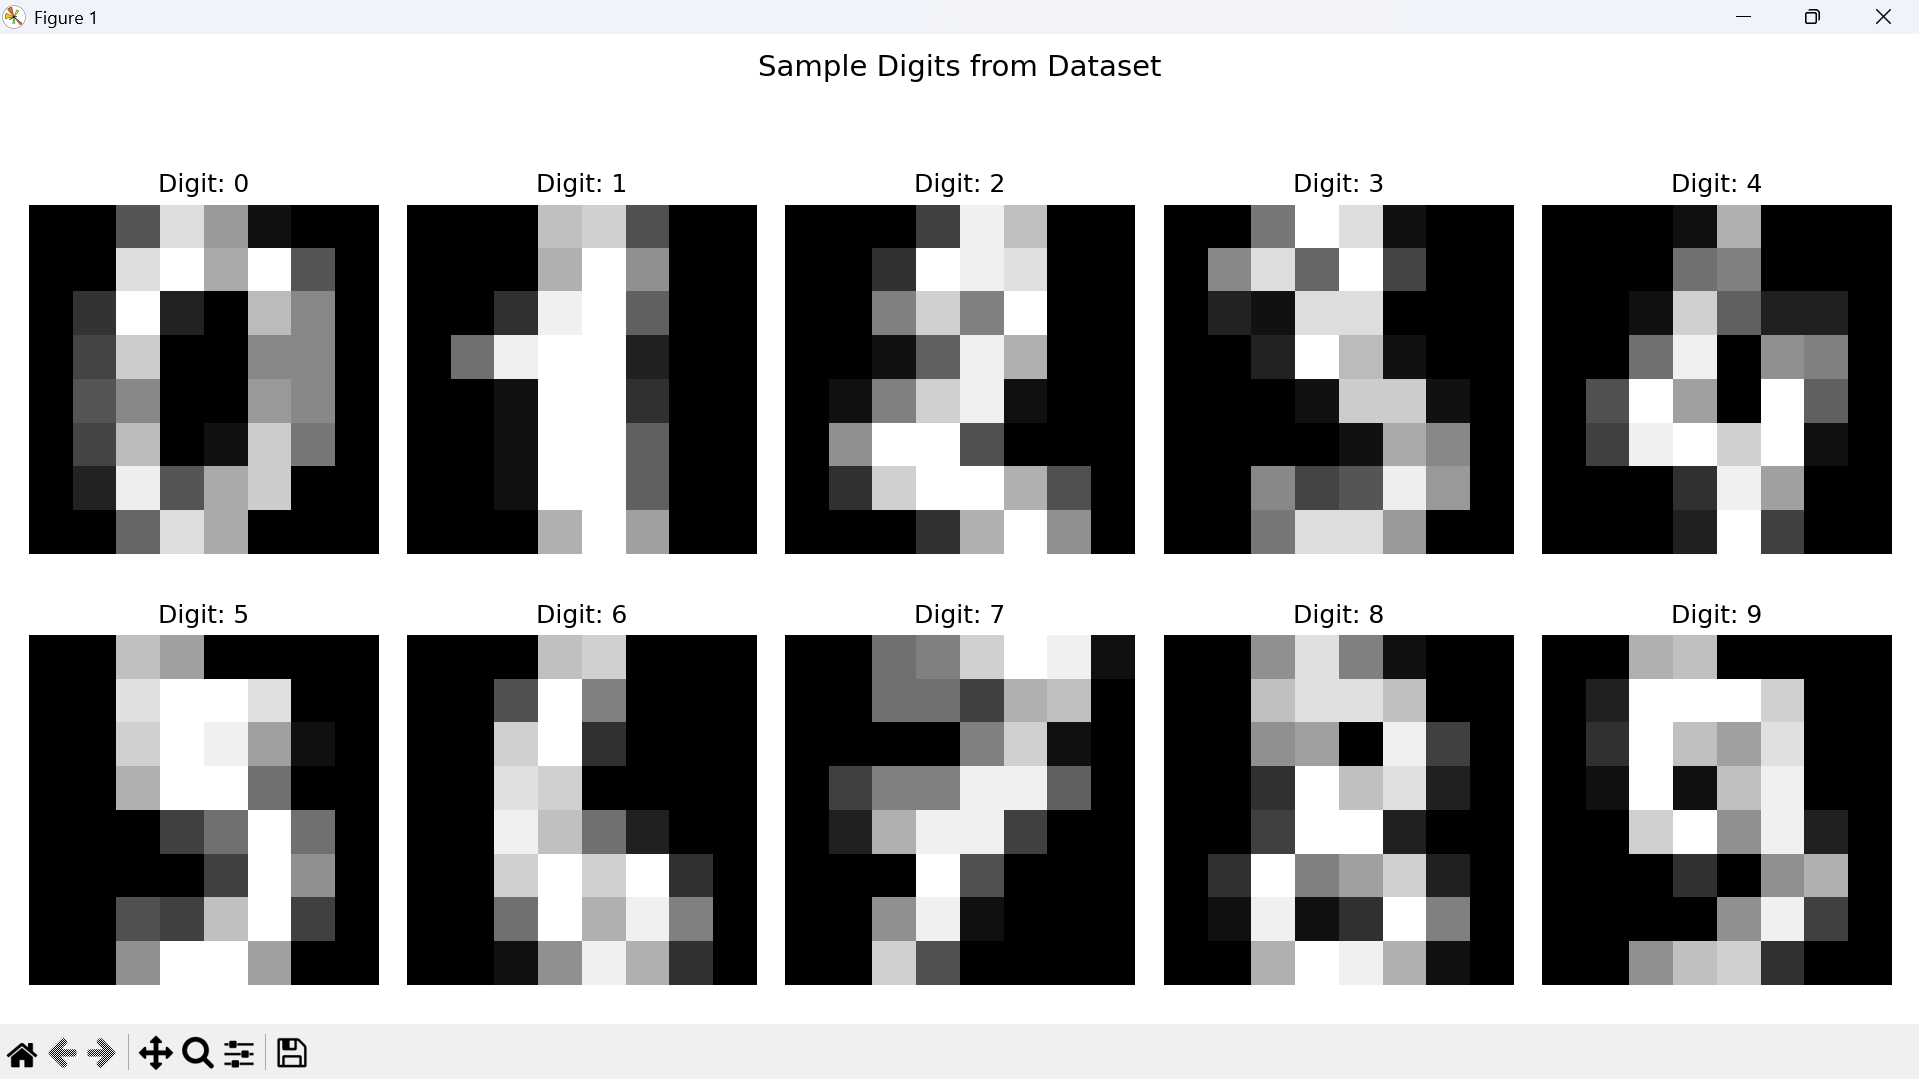 Figure 1
Sample Digits from Dataset
Digit: 0
Digit: 1
Digit: 2
Digit: 3
Digit: 4
Digit: 5
Digit: 6
Digit: 7
Digit: 8
Digit: 9